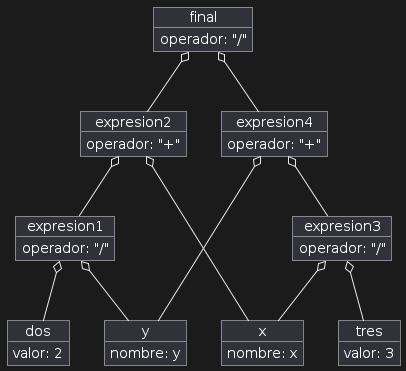 final
operador: "/"
expresion2
operador: "+"
expresion4
operador: "+"
expresion1
operador: "/"
expresion3
operador: "/"
dos
valor: 2
y
nombre: y
x
nombre: x
tres
valor: 3